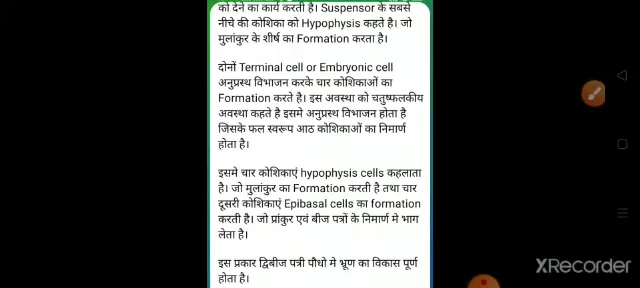 को देने का कार्य करती है। Suspensor के सबसे
नीचे की कोशिका को Hypophysis कहते है। जो
मुलांकुर के शीर्ष का Formation करता है।
दोनों Terminal cell or Embryonic cell
अनुप्रस्थ विभाजन करके चार कोशिकाओं का
Formation करते है। इस अवस्था को चतुष्फलकीय
अवस्था कहते है इसमे अनुप्रस्थ विभाजन होता है
जिसके फल स्वरूप आठ कोशिकाओं का निमार्ण
होता है।
इसमे चार कोशिकाएं hypophysis cells कहलाता
है। जो मुलांकुर का Formation करती है तथा चार
दूसरी कोशिकाएं Epibasal cells का formation
करती है। जो प्रांकुर एवं बीज पत्रों के निमार्ण मे भाग
लेता है।
इस प्रकार द्विबीज पत्री पौधो मे भ्रूण का विकास पूर्ण
होता है।
XRecorder